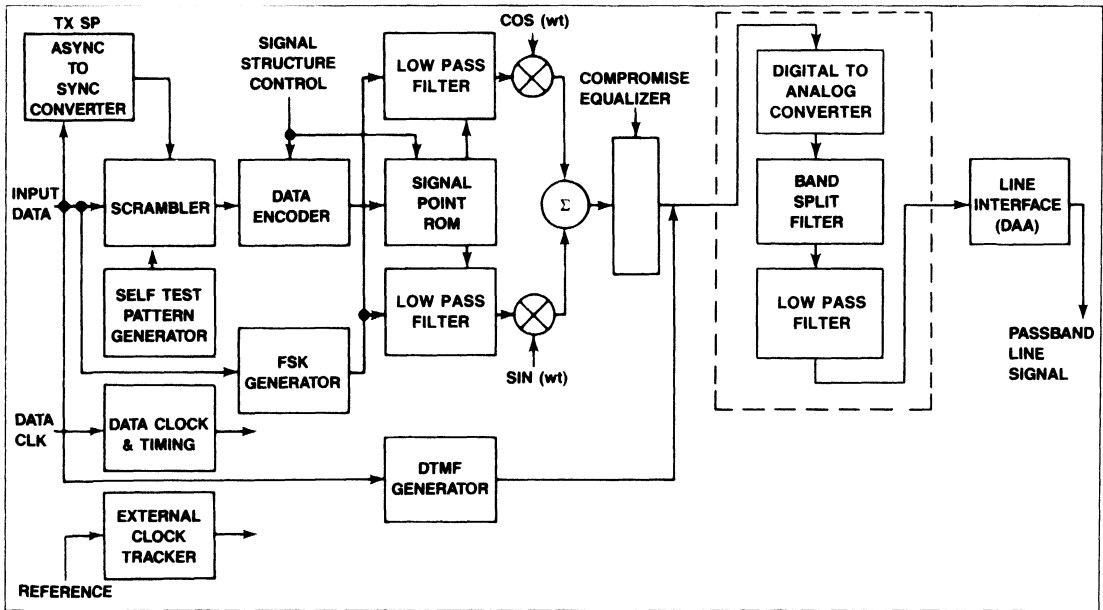 TX SP
ASYNC
TO
SYNC
CONVERTER
SIGNAL
STRUCTURE
CONTROL
LOW PASS
FILTER
COS (wt)
COMPROMISE
EQUALIZER
DIGITAL TO
ANALOG
CONVERTER
INPUT
DATA
SCRAMBLER
DATA
ENCODER
SIGNAL
POINT
ROM
Σ
BAND
SPLIT
FILTER
LINE
INTERFACE
(DAA)
SELF TEST
PATTERN
GENERATOR
LOW PASS
FILTER
SIN (wt)
LOW PASS
FILTER
PASSBAND
LINE
SIGNAL
FSK
GENERATOR
DATA
CLK
DATA CLOCK
& TIMING
DTMF
GENERATOR
EXTERNAL
CLOCK
TRACKER
REFERENCE